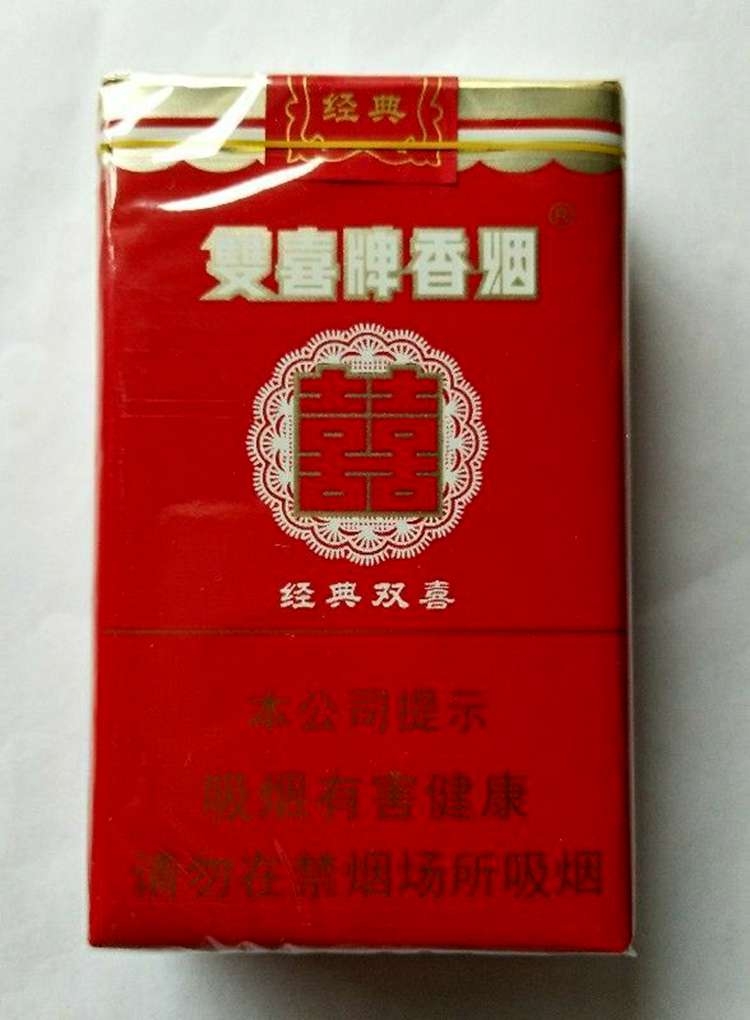 经典
®
雙喜牌香烟
囍
经典双喜
本公司提示
吸烟有害健康
请勿在禁烟场所吸烟